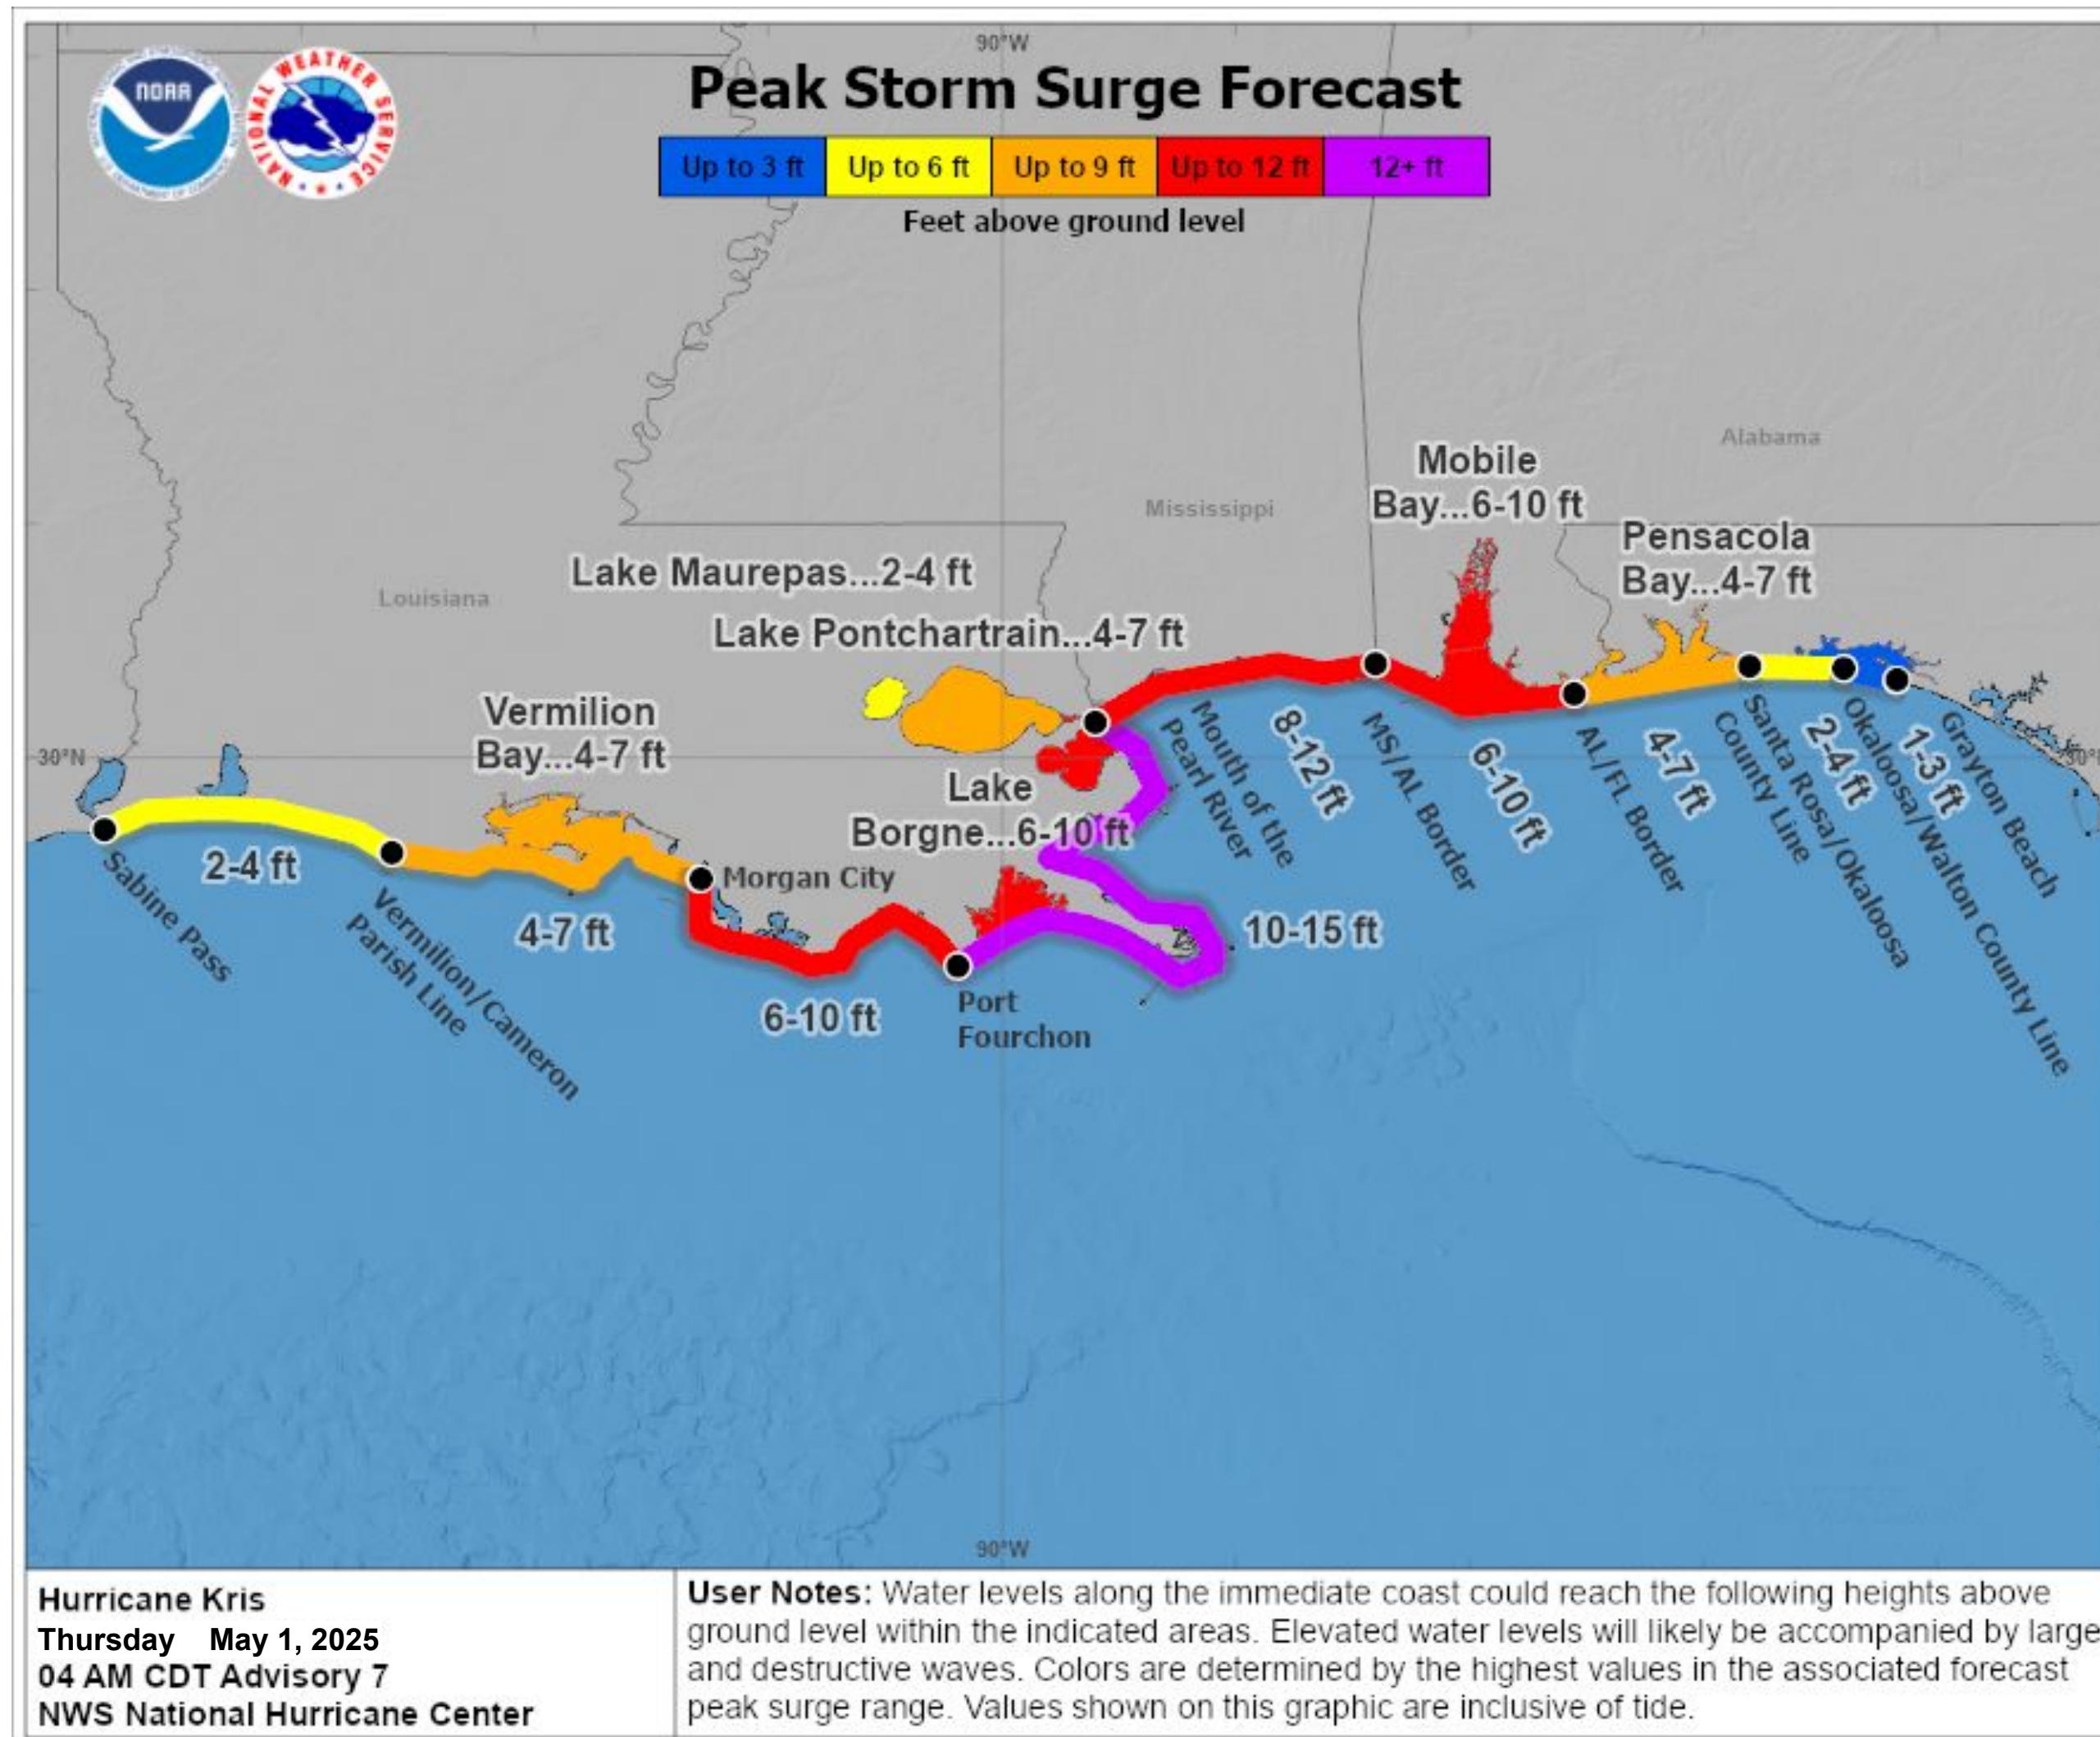 90°W
NOAA
NATIONAL WEATHER SERVICE
Peak Storm Surge Forecast
Up to 3 ft
Up to 6 ft
Up to 9 ft
Up to 12 ft
12+ ft
Feet above ground level
Alabama
Mobile
Bay...6-10 ft
Mississippi
Pensacola
Bay...4-7 ft
Lake Maurepas...2-4 ft
Louisiana
Lake Pontchartrain...4-7 ft
Vermilion
Bay...4-7 ft
30°N
Lake
Borgne...6-10 ft
Mouth of the
Pearl River
8-12 ft
MS/AL Border
6-10 ft
AL/FL Border
4-7 ft
Santa Rosa/Okaloosa
County Line
2-4 ft
Okaloosa/Walton County Line
1-3 ft
Grayton Beach
2-4 ft
Sabine Pass
Vermilion/Cameron
Parish Line
Morgan City
4-7 ft
10-15 ft
6-10 ft
Port
Fourchon
90°W
Hurricane Kris
Thursday May 1, 2025
04 AM CDT Advisory 7
NWS National Hurricane Center
User Notes: Water levels along the immediate coast could reach the following heights above
ground level within the indicated areas. Elevated water levels will likely be accompanied by large
and destructive waves. Colors are determined by the highest values in the associated forecast
peak surge range. Values shown on this graphic are inclusive of tide.